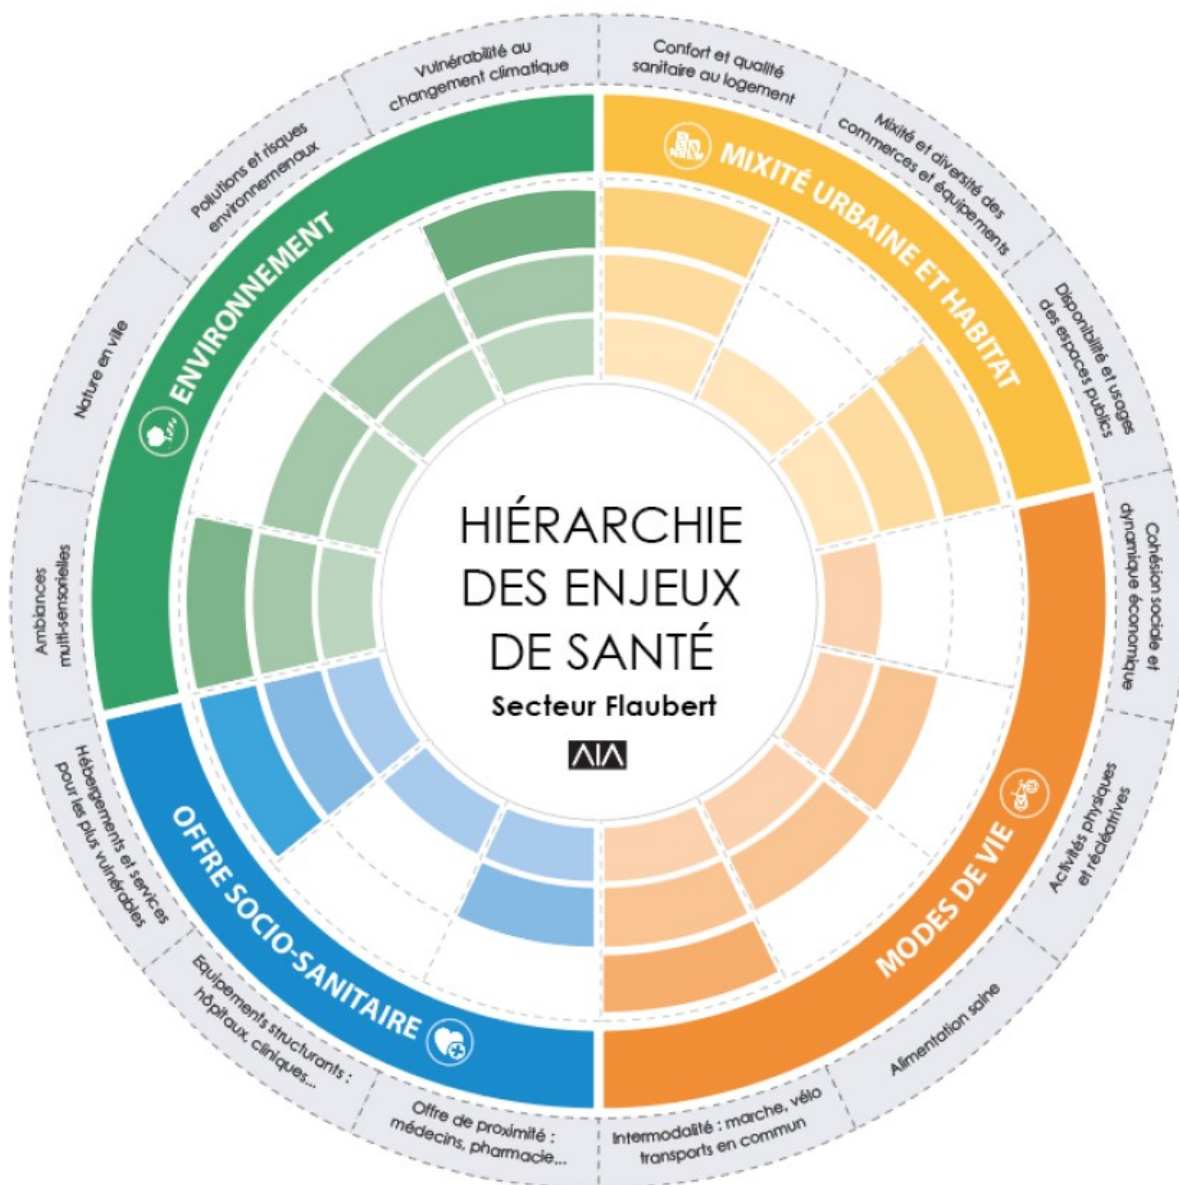 HIÉRARCHIE
DES ENJEUX
DE SANTÉ
Secteur Flaubert
AIA
MIXITÉ URBAINE ET HABITAT
Confort et qualité
sanitaire au logement
Mixité et diversité des
commerces et équipements
Disponibilité et usages
des espaces publics
MODES DE VIE
Cohésion sociale et
dynamique économique
Activités physiques
et récléatrives
Alimentation saine
Intermodalité : marche, vélo
transports en commun
OFFRE SOCIO-SANITAIRE
Offre de proximité :
médecins, pharmacie...
Equipements structurants :
hôpitaux, cliniques...
Hébergements et services
pour les plus vulnérables
ENVIRONNEMENT
Ambiances
multi-sensorielles
Nature en ville
Pollutions et risques
environnemenaux
Vulnérabilité au
changement climatique